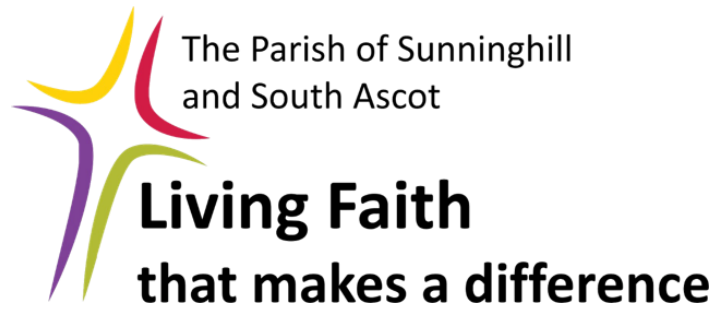 The Parish of Sunninghill
and South Ascot
Living Faith
that makes a difference